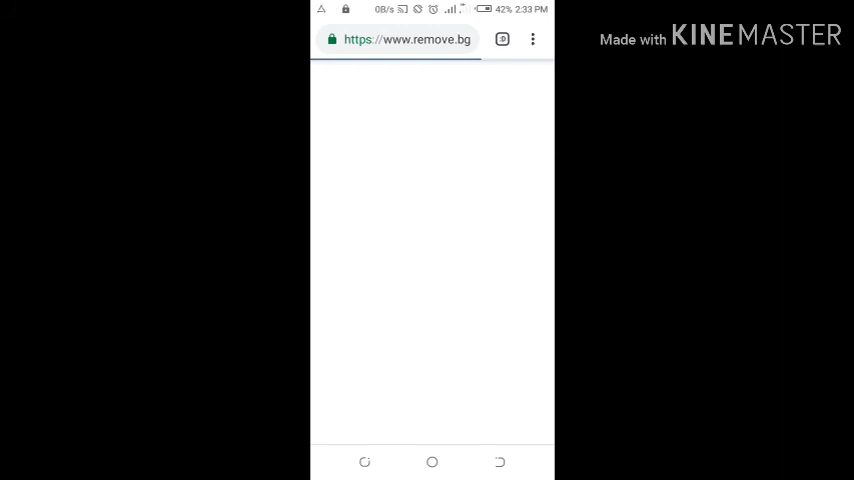 0B/s 42% 2:33 PM
https://www.remove.bg
:D
Made with KINEMASTER